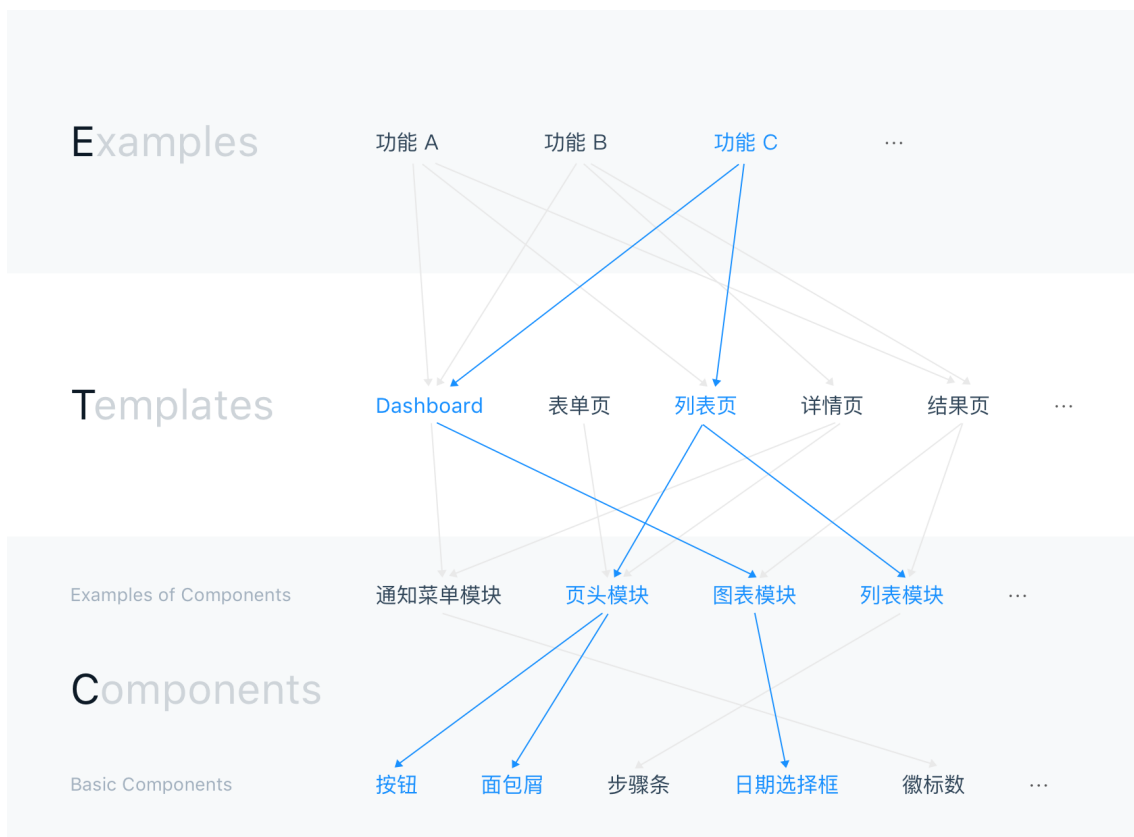 Examples 功能 A 功能 B 功能 C ···
Templates Dashboard 表单页 列表页 详情页 结果页 ···
Examples of Components 通知菜单模块 页头模块 图表模块 列表模块 ···
Components
Basic Components 按钮 面包屑 步骤条 日期选择框 徽标数 ···